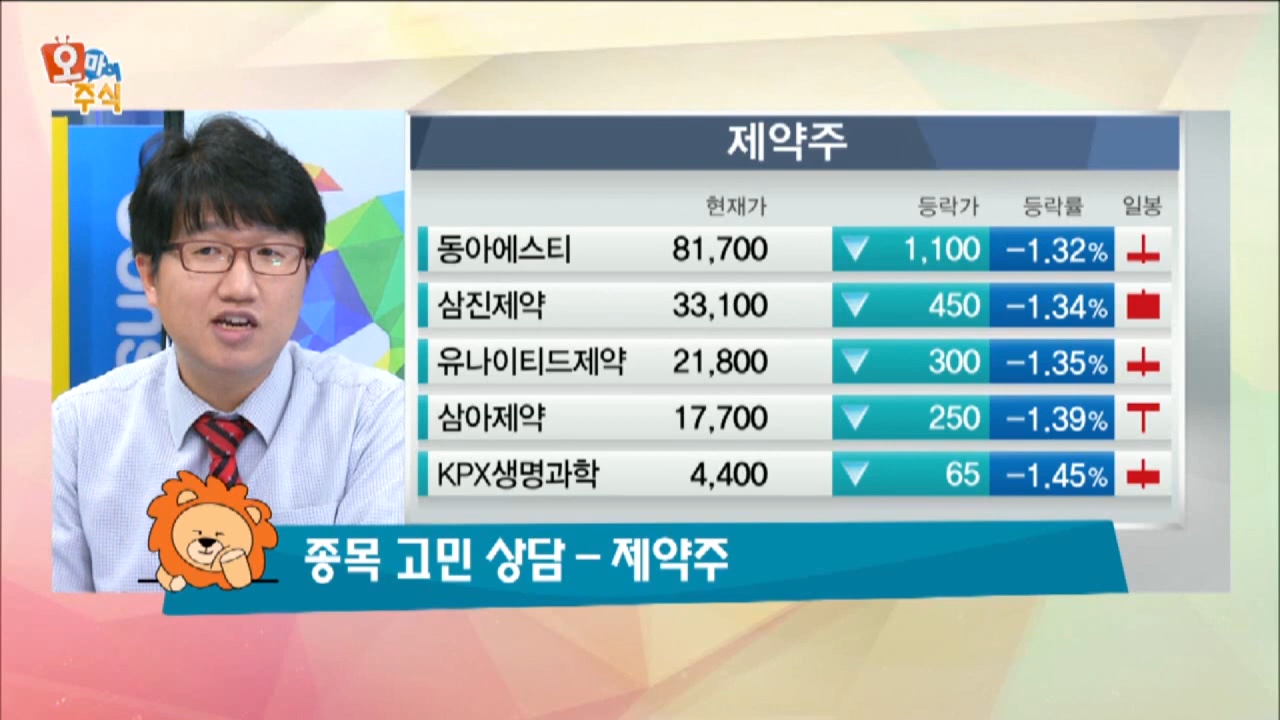 오마이
주식
제약주
현재가 등락가 등락률 일봉
동아에스티 81,700 ▼ 1,100 −1.32%
삼진제약 33,100 ▼ 450 −1.34%
유나이티드제약 21,800 ▼ 300 −1.35%
삼아제약 17,700 ▼ 250 −1.39%
KPX생명과학 4,400 ▼ 65 −1.45%
종목 고민 상담 – 제약주